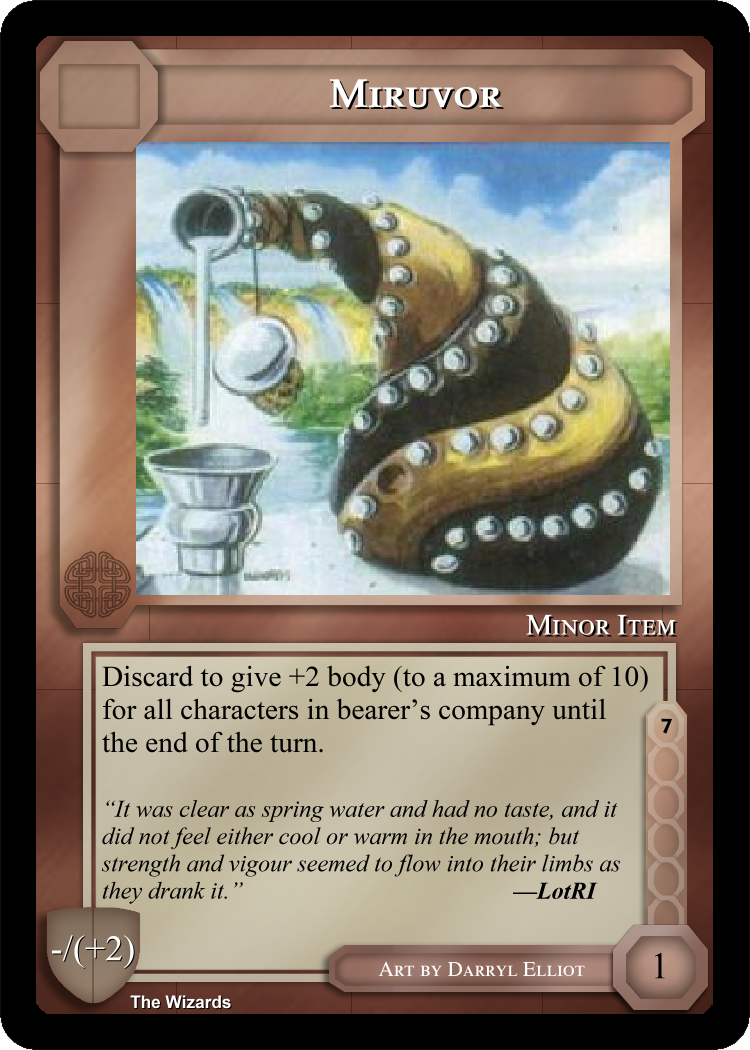 Miruvor
Minor Item
Discard to give +2 body (to a maximum of 10)
for all characters in bearer's company until
the end of the turn.
7
“It was clear as spring water and had no taste, and it
did not feel either cool or warm in the mouth; but
strength and vigour seemed to flow into their limbs as
they drank it.” —LotRI
-/(+2)
Art by Darryl Elliot
1
The Wizards